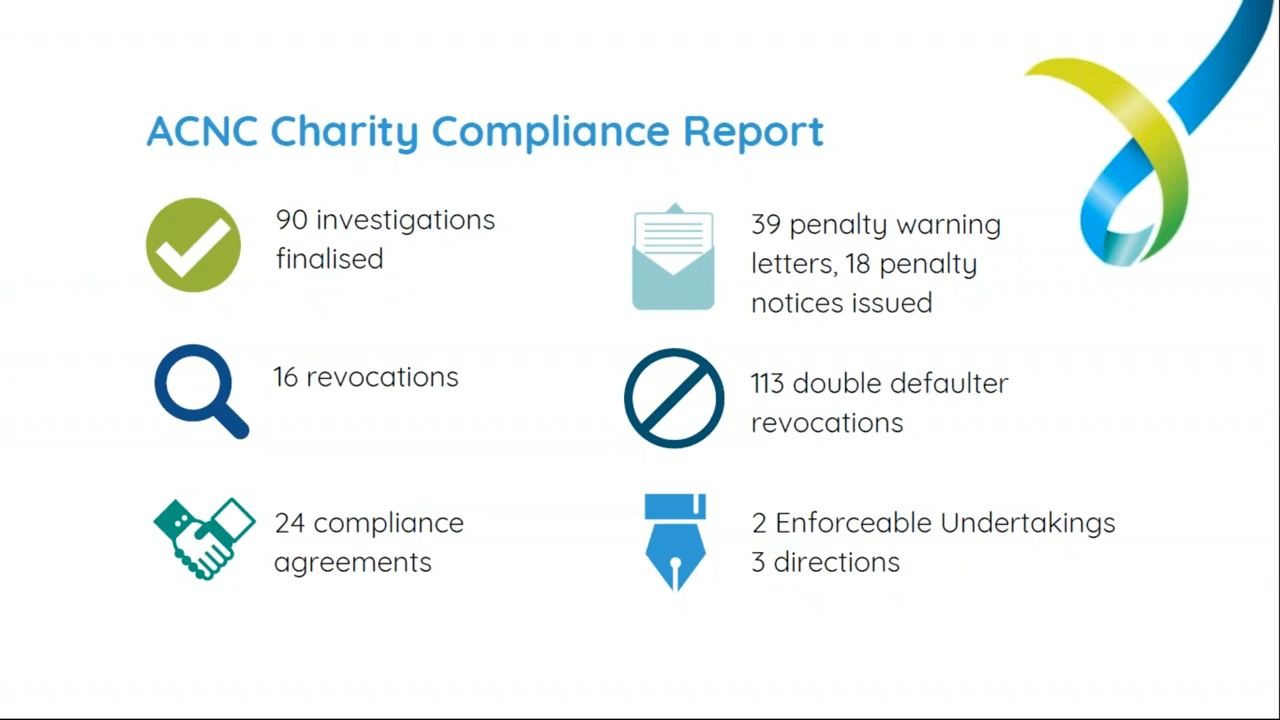 ACNC Charity Compliance Report
90 investigations
finalised
39 penalty warning
letters, 18 penalty
notices issued
16 revocations
113 double defaulter
revocations
24 compliance
agreements
2 Enforceable Undertakings
3 directions